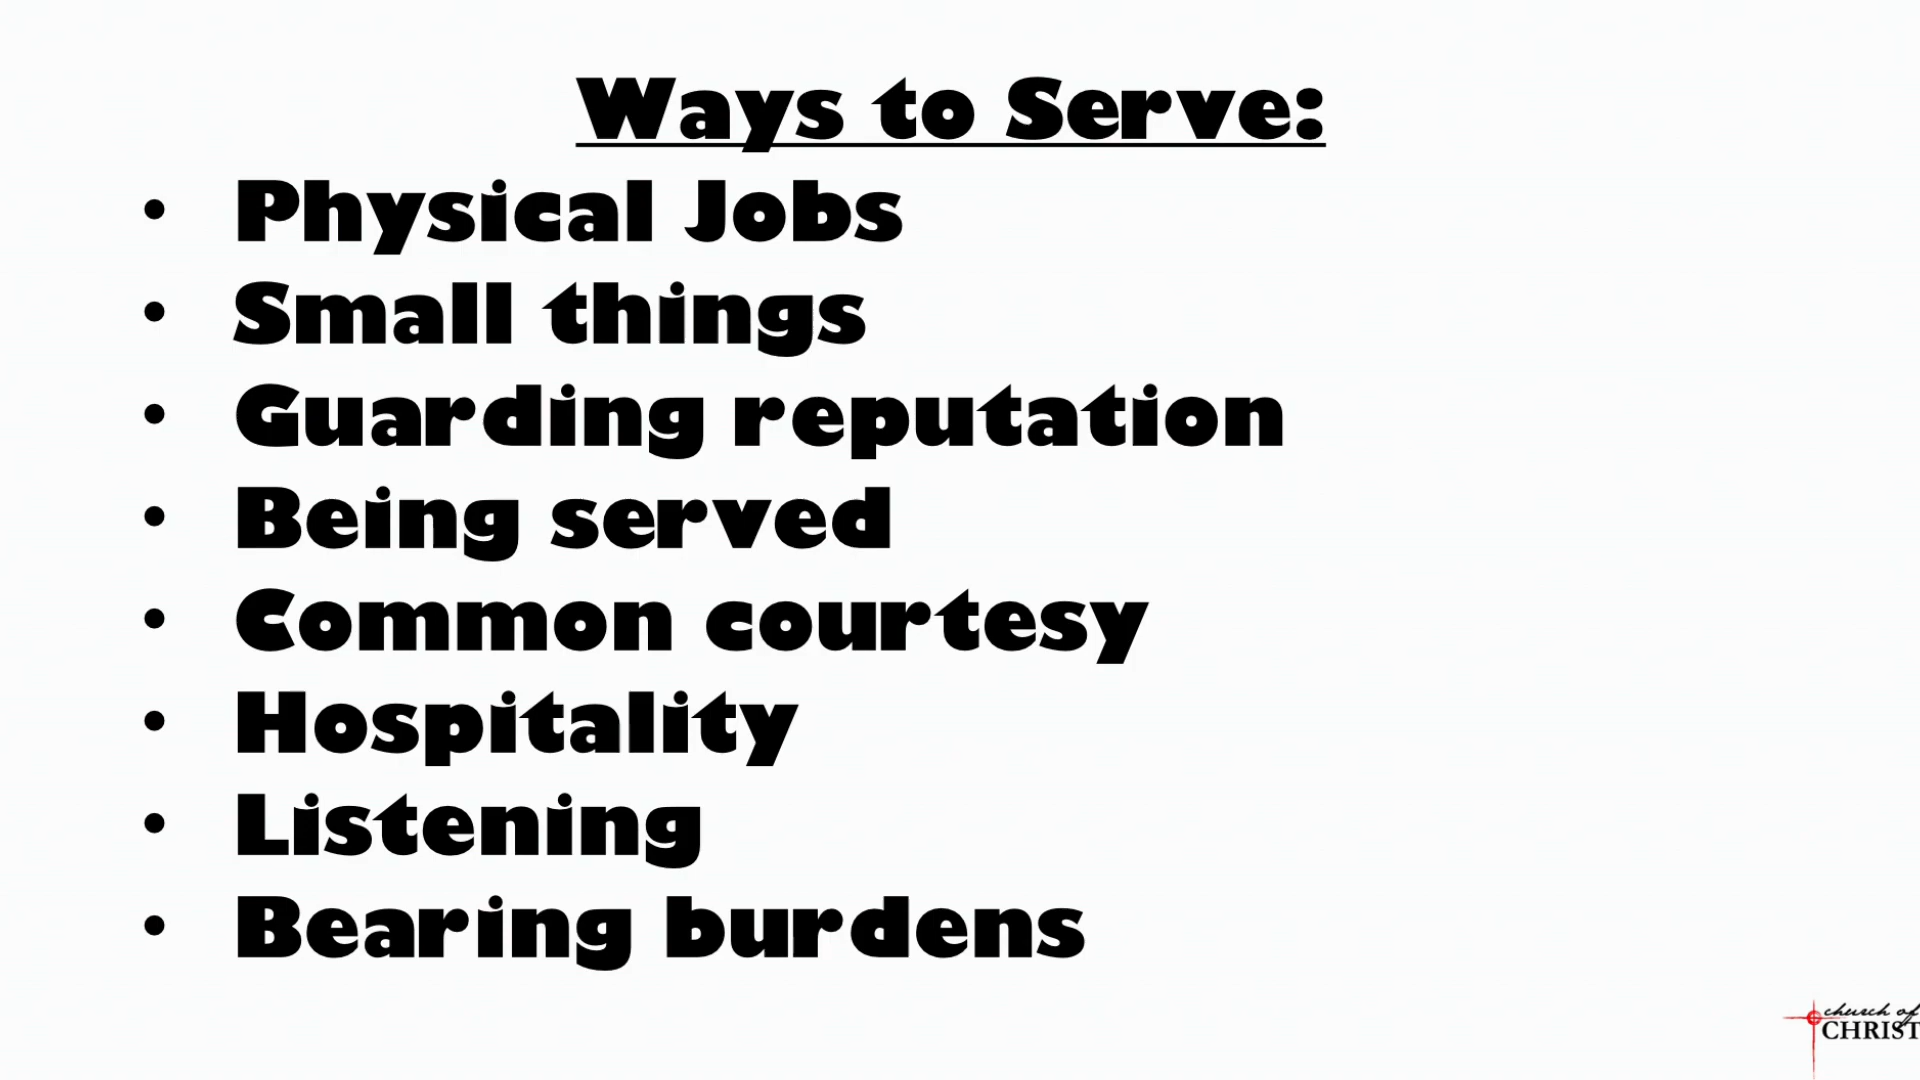 Ways to Serve:
• Physical Jobs
• Small things
• Guarding reputation
• Being served
• Common courtesy
• Hospitality
• Listening
• Bearing burdens
church of
CHRIST